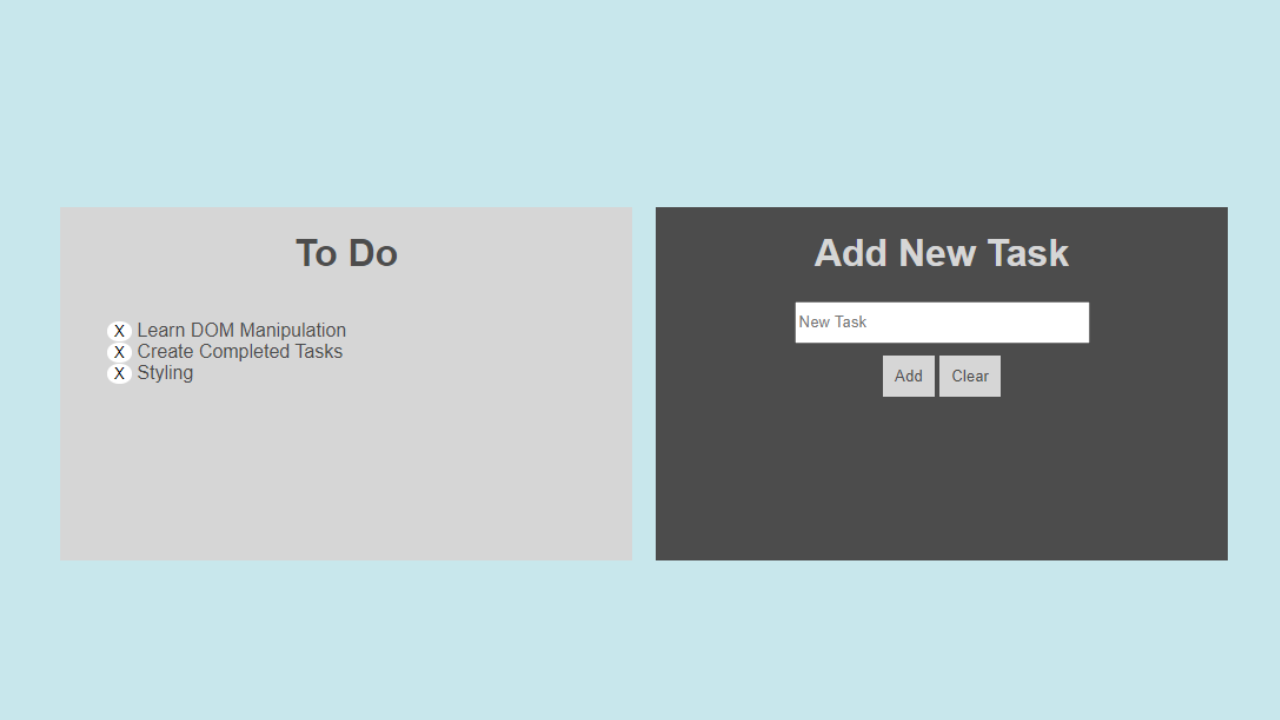 To Do
X Learn DOM Manipulation
X Create Completed Tasks
X Styling
Add New Task
New Task
Add Clear